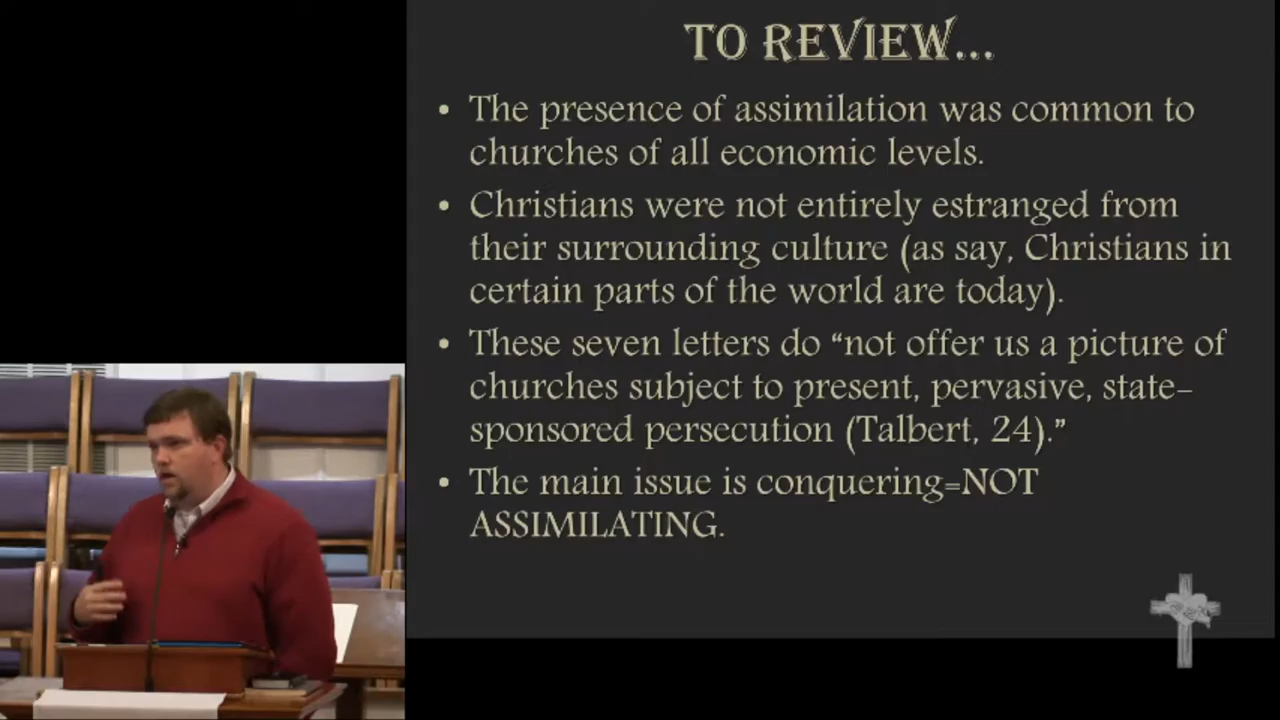 TO REVIEW...
• The presence of assimilation was common to
churches of all economic levels.
• Christians were not entirely estranged from
their surrounding culture (as say, Christians in
certain parts of the world are today).
• These seven letters do “not offer us a picture of
churches subject to present, pervasive, state-
sponsored persecution (Talbert, 24).”
• The main issue is conquering=NOT
ASSIMILATING.